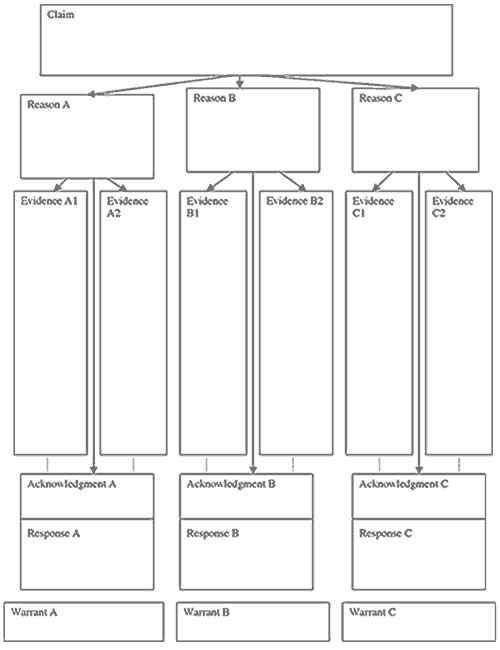 Claim
Reason A
Reason B
Reason C
Evidence A1
Evidence
A2
Evidence
B1
Evidence B2
Evidence
C1
Evidence
C2
Acknowledgment A
Acknowledgment B
Acknowledgment C
Response A
Response B
Response C
Warrant A
Warrant B
Warrant C